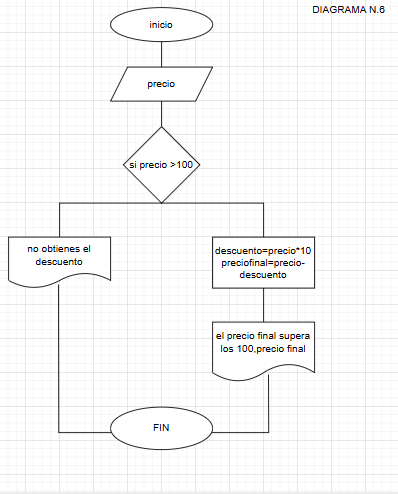 DIAGRAMA N.6
inicio
precio
si precio >100
no obtienes el
descuento
descuento=precio*10
preciofinal=precio-
descuento
el precio final supera
los 100,precio final
FIN